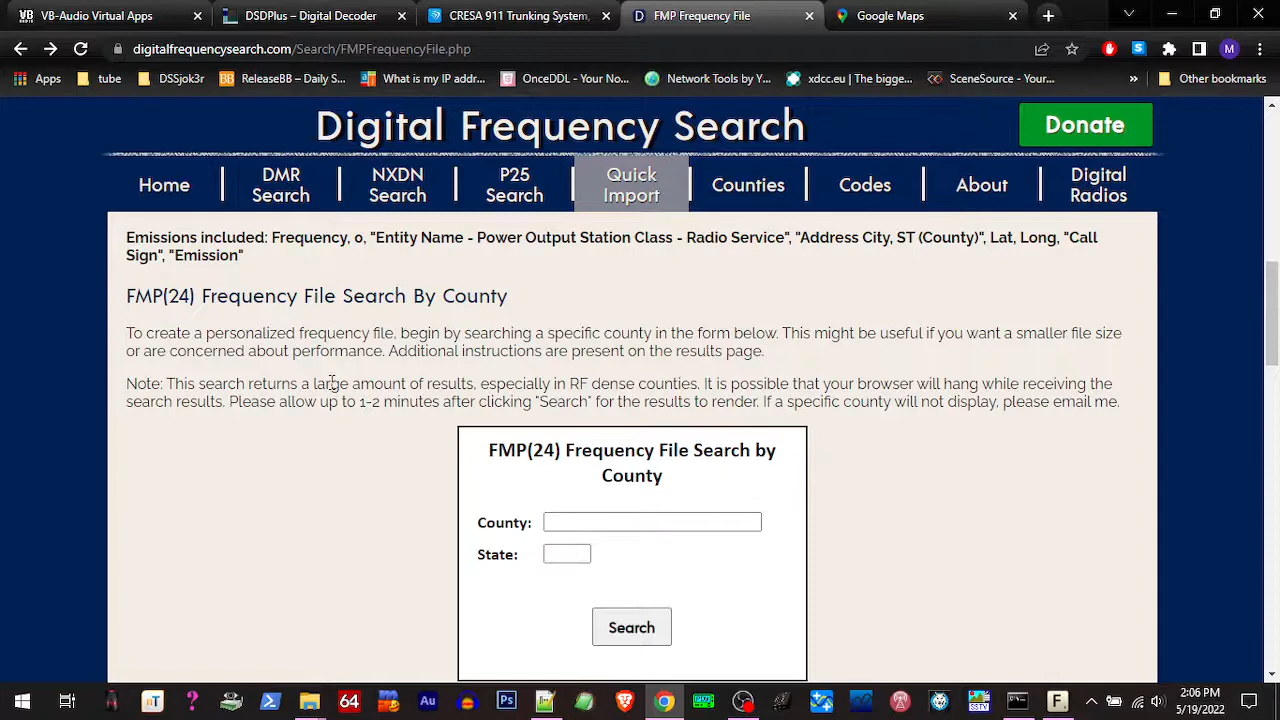 VB-Audio Virtual Apps
DSDPlus – Digital Decoder
CRESA 911 Trunking System,
FMP Frequency File
Google Maps
digitalfrequencysearch.com/Search/FMPFrequencyFile.php
M
Apps
tube
DSSjok3r
BB ReleaseBB – Daily S...
What is my IP addr...
OnceDDL - Your No...
Network Tools by Y...
xdcc.eu | The bigge...
SceneSource - Your...
»
Other bookmarks
Digital Frequency Search
Donate
Home
DMR
Search
NXDN
Search
P25
Search
Quick
Import
Counties
Codes
About
Digital
Radios
Emissions included: Frequency, 0, "Entity Name - Power Output Station Class - Radio Service", "Address City, ST (County)", Lat, Long, "Call
Sign", "Emission"
FMP(24) Frequency File Search By County
To create a personalized frequency file, begin by searching a specific county in the form below. This might be useful if you want a smaller file size
or are concerned about performance. Additional instructions are present on the results page.
Note: This search returns a large amount of results, especially in RF dense counties. It is possible that your browser will hang while receiving the
search results. Please allow up to 1-2 minutes after clicking "Search" for the results to render. If a specific county will not display, please email me.
FMP(24) Frequency File Search by
County
County:
State:
Search
64
Au
Ps
SSTV
F
2:06 PM
5/19/2022